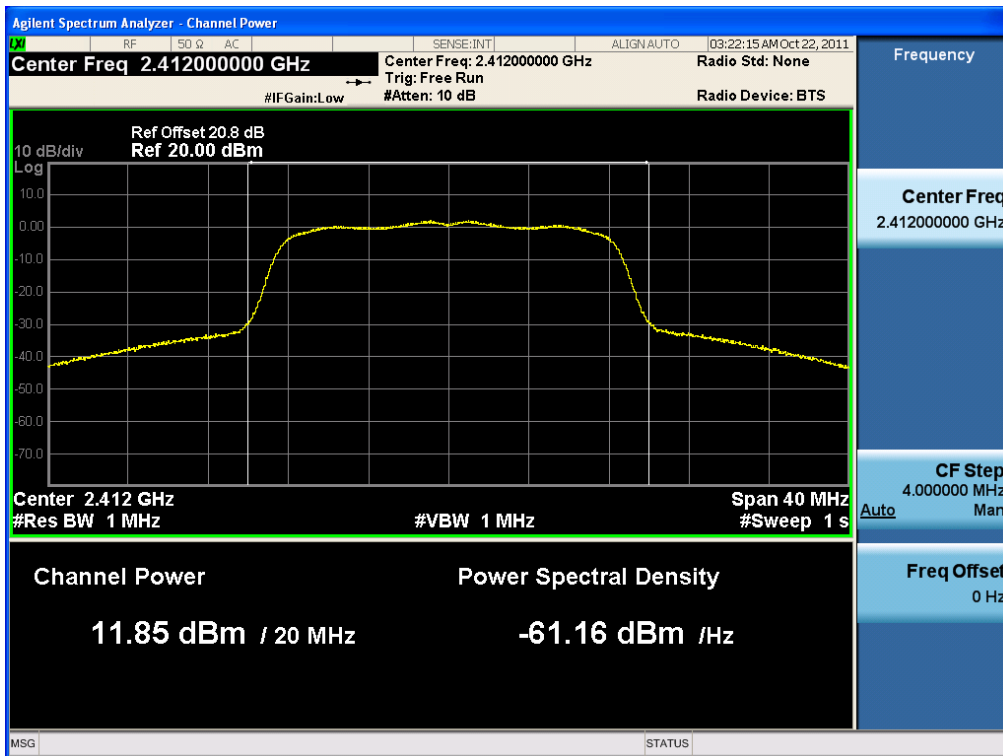 Agilent Spectrum Analyzer - Channel Power
LXI RF 50 Ω AC SENSE:INT ALIGN AUTO 03:22:15 AM Oct 22, 2011
Center Freq 2.412000000 GHz
Center Freq: 2.412000000 GHz
Radio Std: None
Trig: Free Run
#IFGain:Low
#Atten: 10 dB
Radio Device: BTS
Ref Offset 20.8 dB
10 dB/div Ref 20.00 dBm
Log
10.0
0.00
-10.0
-20.0
-30.0
-40.0
-50.0
-60.0
-70.0
Center 2.412 GHz Span 40 MHz
#Res BW 1 MHz #VBW 1 MHz #Sweep 1 s
Channel Power
Power Spectral Density
11.85 dBm / 20 MHz
-61.16 dBm /Hz
MSG STATUS
Frequency
Center Freq
2.412000000 GHz
CF Step
4.000000 MHz
Auto Man
Freq Offset
0 Hz